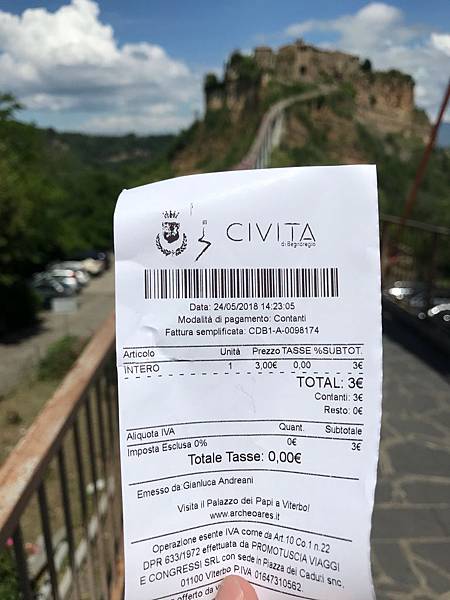 CIVITA
di Bagnoregio
Data: 24/05/2018 14:23:05
Modalità di pagamento: Contanti
Fattura semplificata: CDB1-A-0098174
Articolo Unità Prezzo TASSE % SUBTOT.
INTERO 1 3,00€ 0,00 3€
TOTAL: 3€
Contanti: 3€
Resto: 0€
Aliquota IVA Quant. Subtotale
Imposta Esclusa 0% 0€ 3€
Totale Tasse: 0,00€
Emesso da Gianluca Andreani
Visita il Palazzo dei Papi a Viterbo!
www.archeoares.it
Operazione esente IVA come da Art.10 Co.1 n.22
DPR 633/1972 effettuata da PROMOTUSCIA VIAGGI
E CONGRESSI SRL con sede in Piazza dei Caduti snc,
01100 Viterbo P.IVA 01647310562.
offerto da